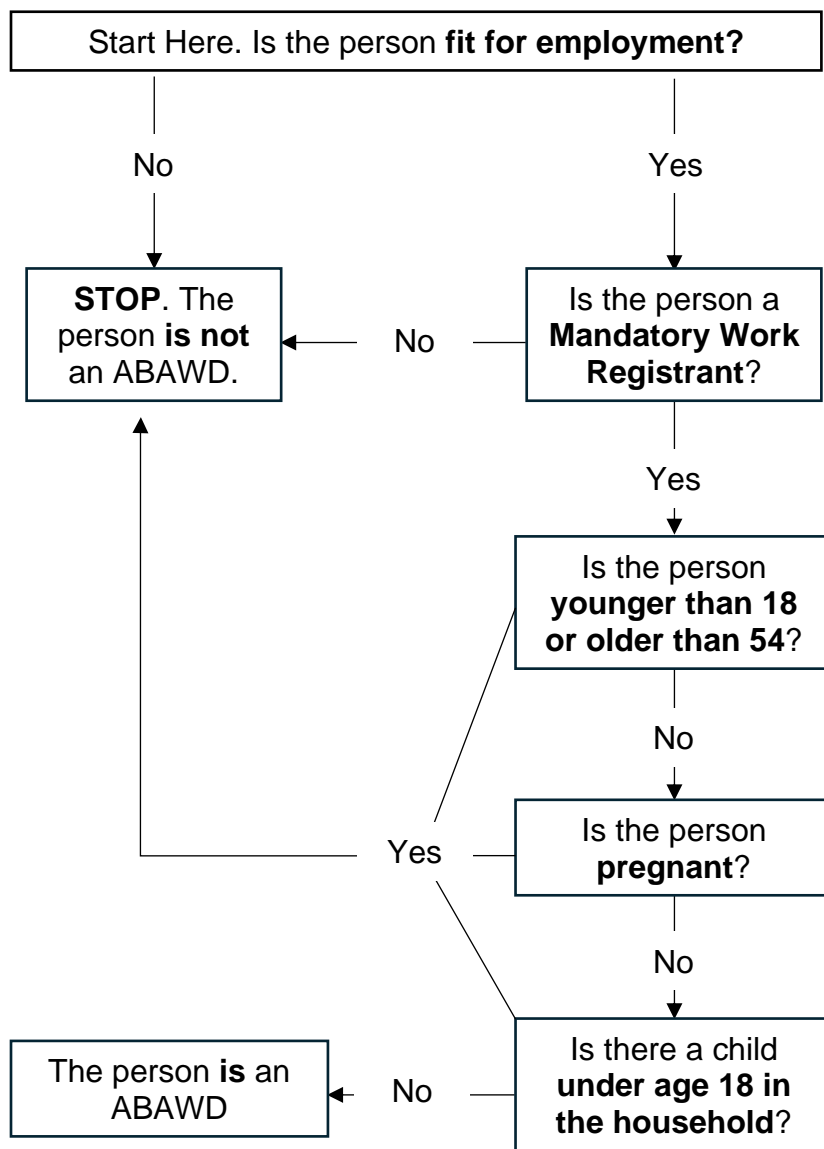 Start Here. Is the person fit for employment?
No
Yes
STOP. The
person is not
an ABAWD.
No
Is the person a
Mandatory Work
Registrant?
Yes
Is the person
younger than 18
or older than 54?
No
Yes
Is the person
pregnant?
No
The person is an
ABAWD
No
Is there a child
under age 18 in
the household?